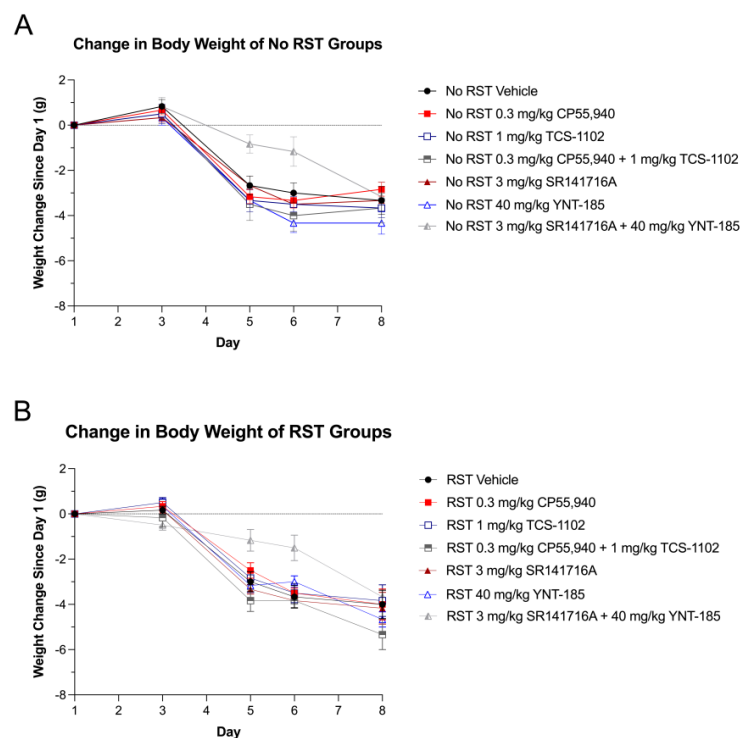 A
Change in Body Weight of No RST Groups
Weight Change Since Day 1 (g)
2
0
-2
-4
-6
-8
1 2 3 4 5 6 7 8
Day
No RST Vehicle
No RST 0.3 mg/kg CP55,940
No RST 1 mg/kg TCS-1102
No RST 0.3 mg/kg CP55,940 + 1 mg/kg TCS-1102
No RST 3 mg/kg SR141716A
No RST 40 mg/kg YNT-185
No RST 3 mg/kg SR141716A + 40 mg/kg YNT-185
B
Change in Body Weight of RST Groups
Weight Change Since Day 1 (g)
2
0
-2
-4
-6
-8
1 2 3 4 5 6 7 8
Day
RST Vehicle
RST 0.3 mg/kg CP55,940
RST 1 mg/kg TCS-1102
RST 0.3 mg/kg CP55,940 + 1 mg/kg TCS-1102
RST 3 mg/kg SR141716A
RST 40 mg/kg YNT-185
RST 3 mg/kg SR141716A + 40 mg/kg YNT-185